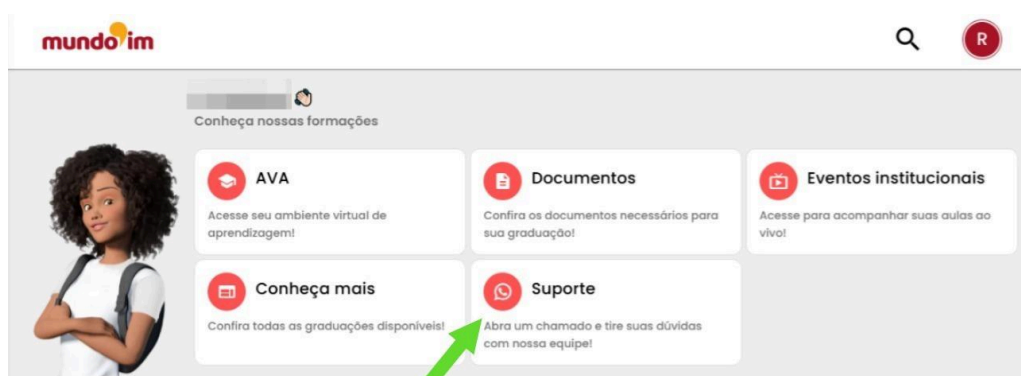 mundo im
R
Conheça nossas formações
AVA
Acesse seu ambiente virtual de
aprendizagem!
Documentos
Confira os documentos necessários para
sua graduação!
Eventos institucionais
Acesse para acompanhar suas aulas ao
vivo!
Conheça mais
Confira todas as graduações disponíveis!
Suporte
Abra um chamado e tire suas dúvidas
com nossa equipe!